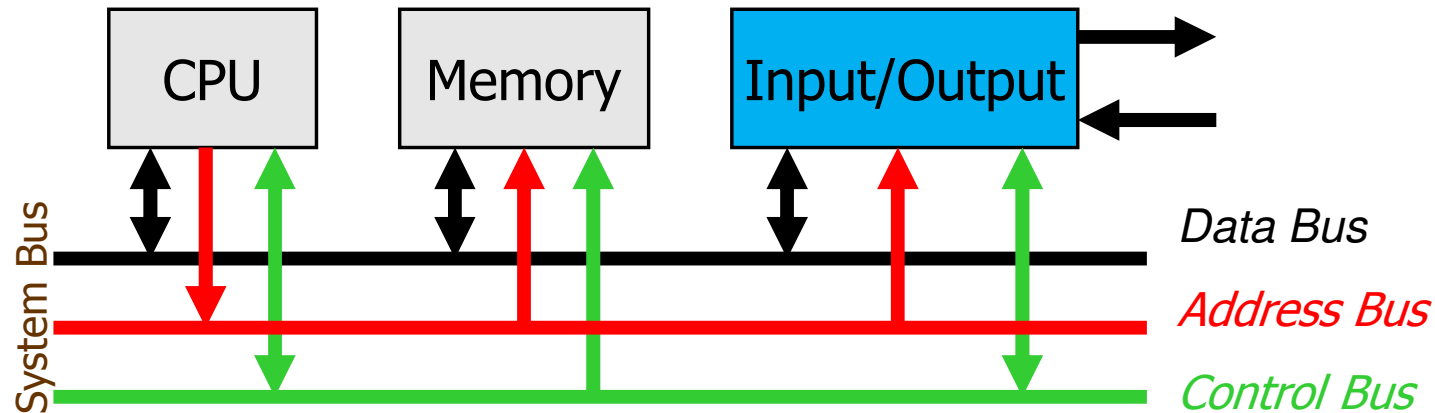 CPU
Memory
Input/Output
System Bus
Data Bus
Address Bus
Control Bus